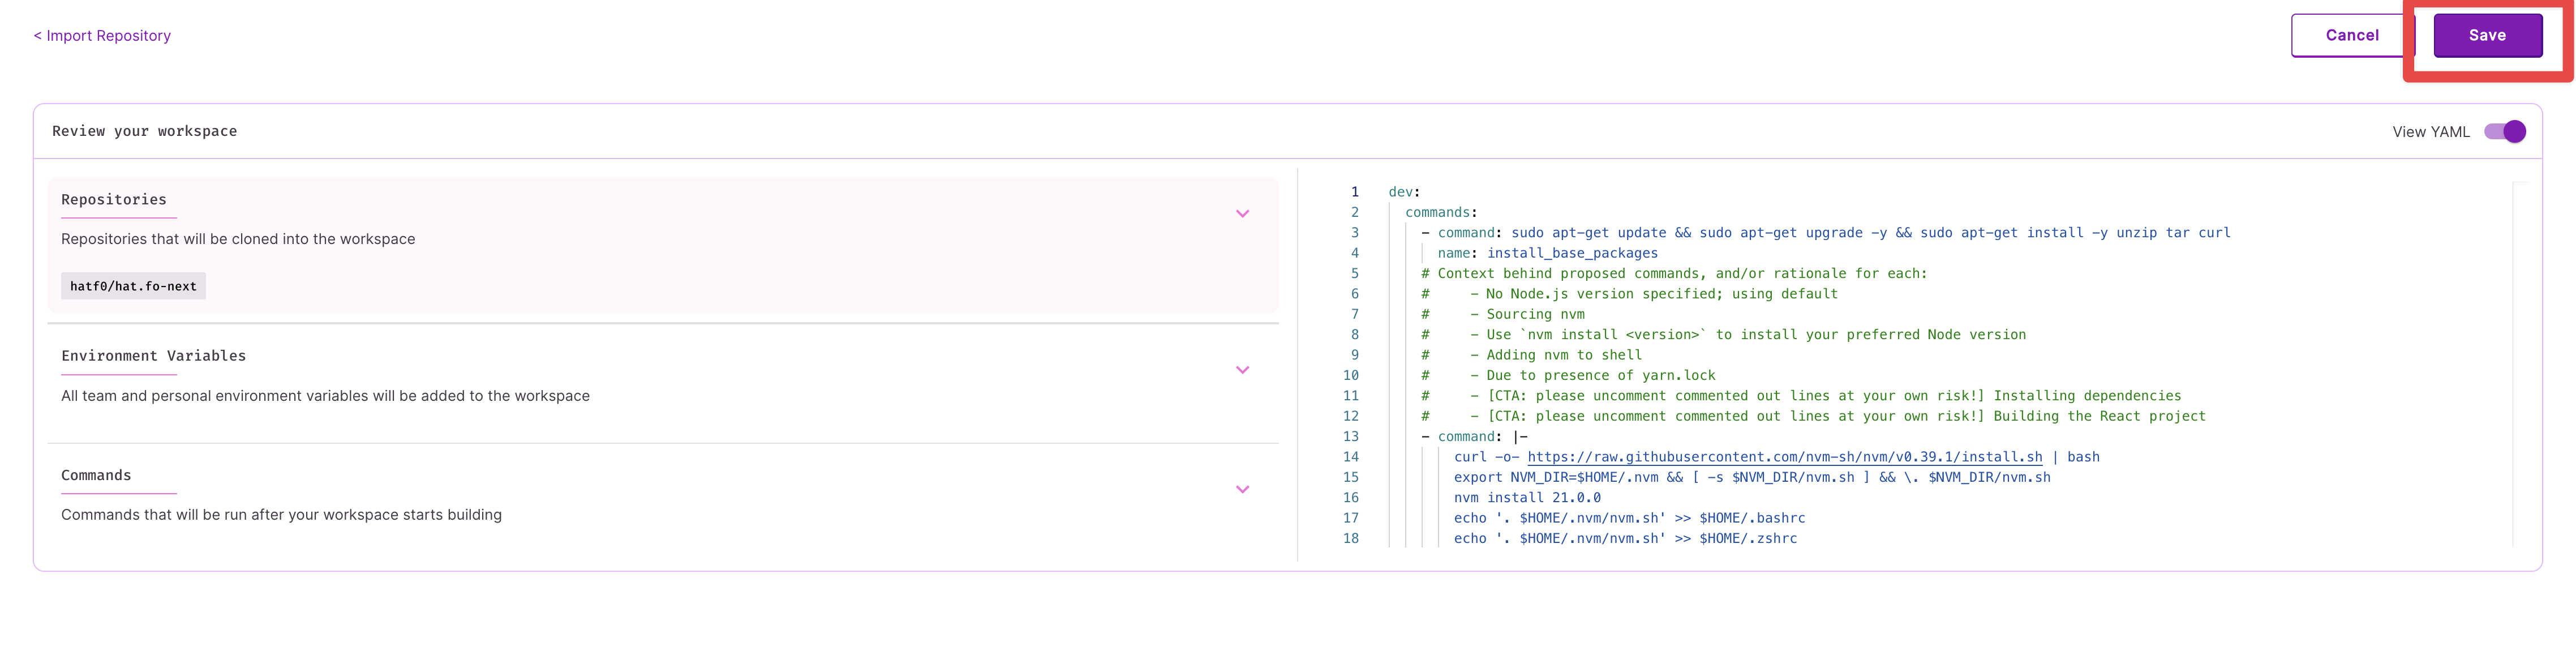 < Import Repository
Cancel
Save
Review your workspace
View YAML
Repositories
Repositories that will be cloned into the workspace
hatf0/hat.fo-next
Environment Variables
All team and personal environment variables will be added to the workspace
Commands
Commands that will be run after your workspace starts building
1 dev:
2 commands:
3 - command: sudo apt-get update && sudo apt-get upgrade -y && sudo apt-get install -y unzip tar curl
4 name: install_base_packages
5 # Context behind proposed commands, and/or rationale for each:
6 # - No Node.js version specified; using default
7 # - Sourcing nvm
8 # - Use `nvm install <version>` to install your preferred Node version
9 # - Adding nvm to shell
10 # - Due to presence of yarn.lock
11 # - [CTA: please uncomment commented out lines at your own risk!] Installing dependencies
12 # - [CTA: please uncomment commented out lines at your own risk!] Building the React project
13 - command: |-
14 curl -o- https://raw.githubusercontent.com/nvm-sh/nvm/v0.39.1/install.sh | bash
15 export NVM_DIR=$HOME/.nvm && [ -s $NVM_DIR/nvm.sh ] && \. $NVM_DIR/nvm.sh
16 nvm install 21.0.0
17 echo '. $HOME/.nvm/nvm.sh' >> $HOME/.bashrc
18 echo '. $HOME/.nvm/nvm.sh' >> $HOME/.zshrc